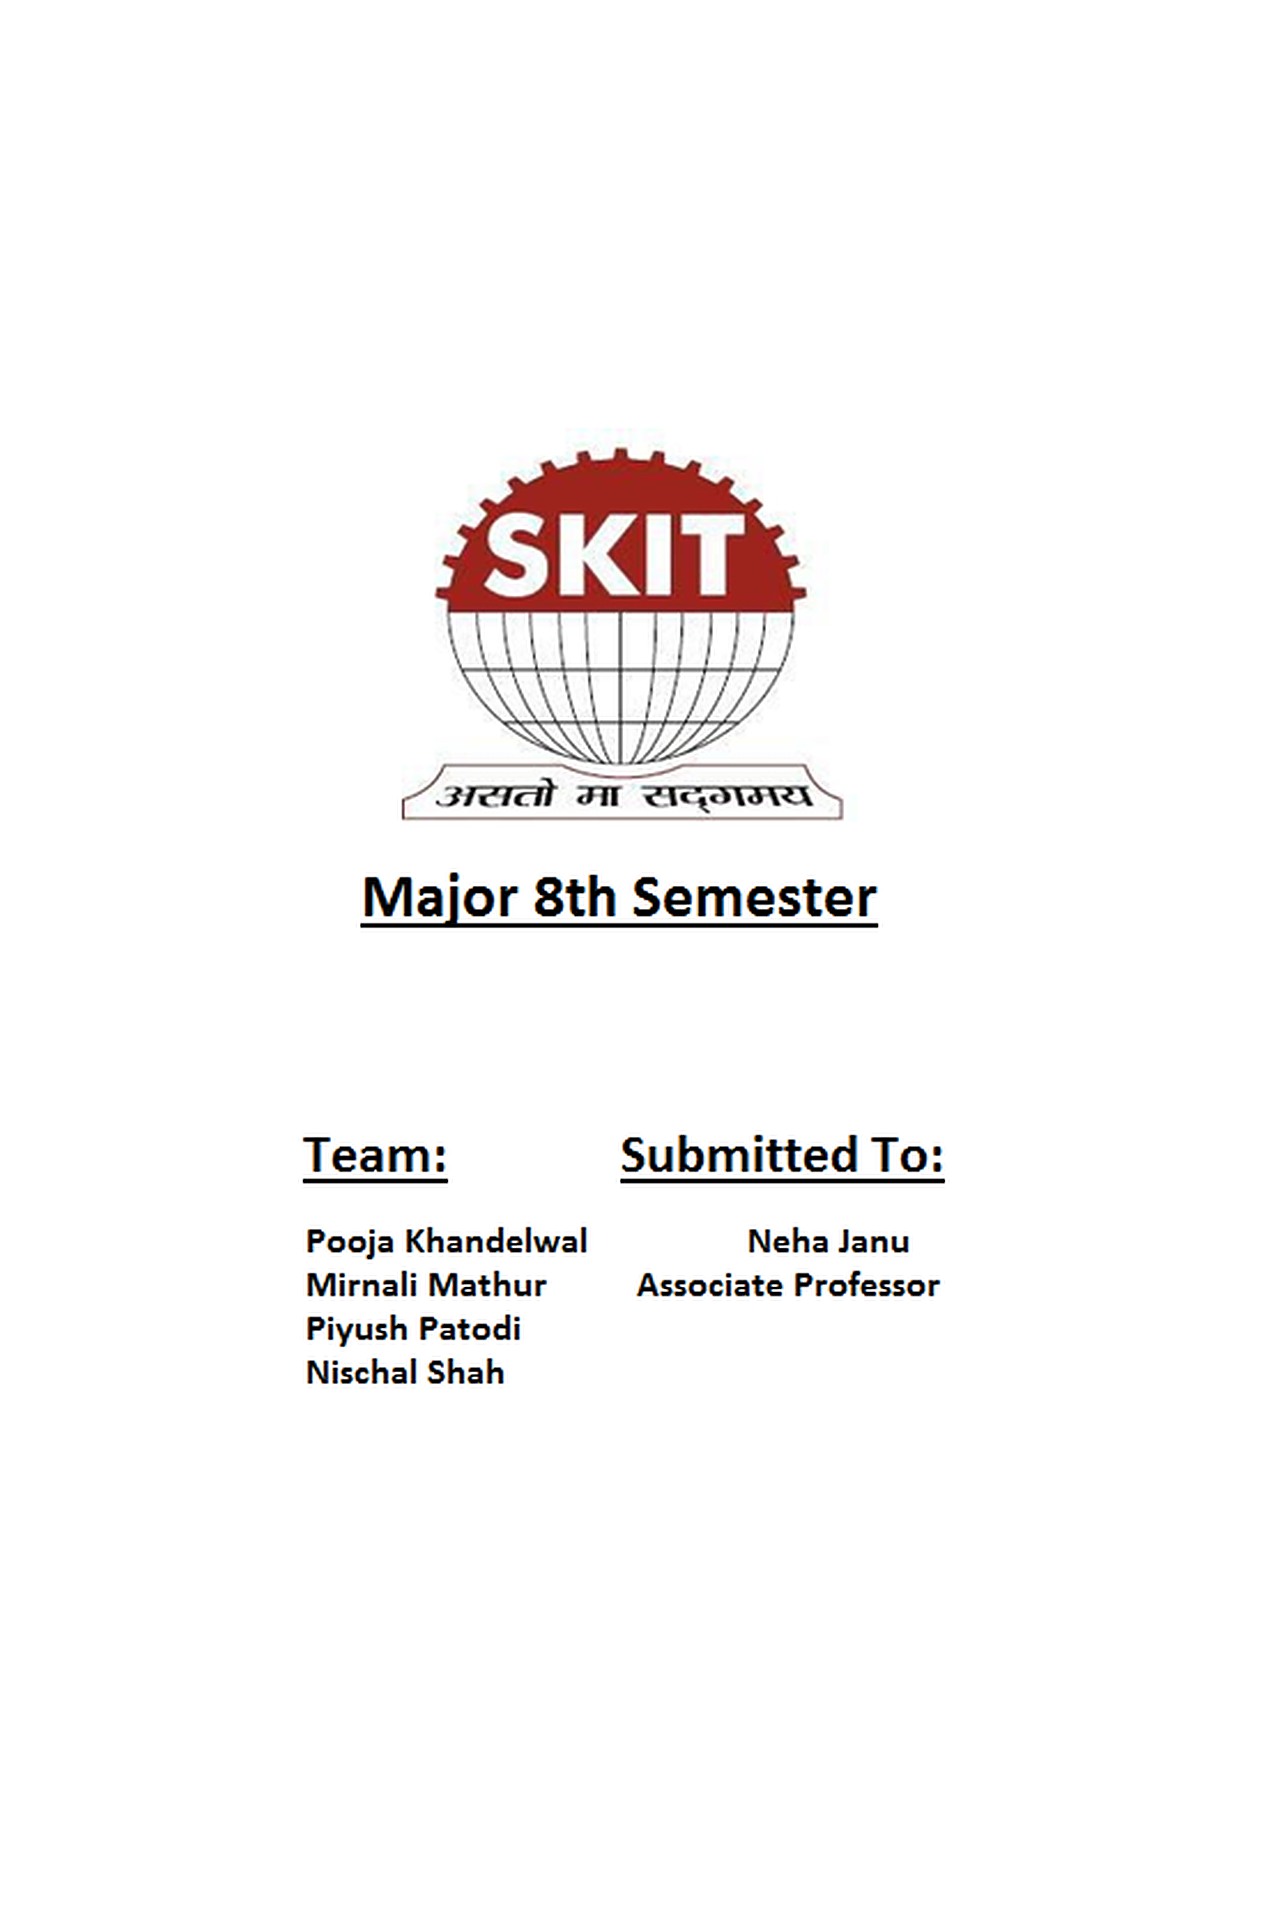 SKIT
असतो मा सद्गमय
Major 8th Semester
Team:
Pooja Khandelwal
Mirnali Mathur
Piyush Patodi
Nischal Shah
Submitted To:
Neha Janu
Associate Professor